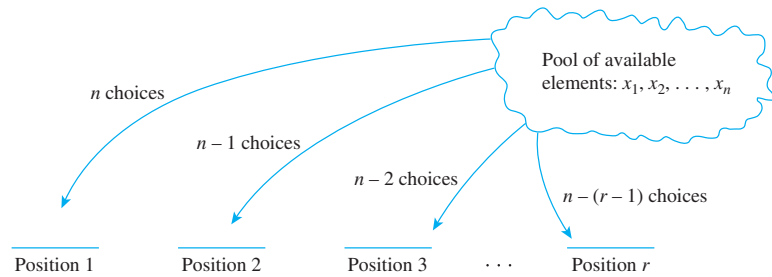 Pool of available
elements: x₁, x₂, . . . , xₙ
n choices
n – 1 choices
n – 2 choices
n – (r – 1) choices
Position 1 Position 2 Position 3 · · · Position r